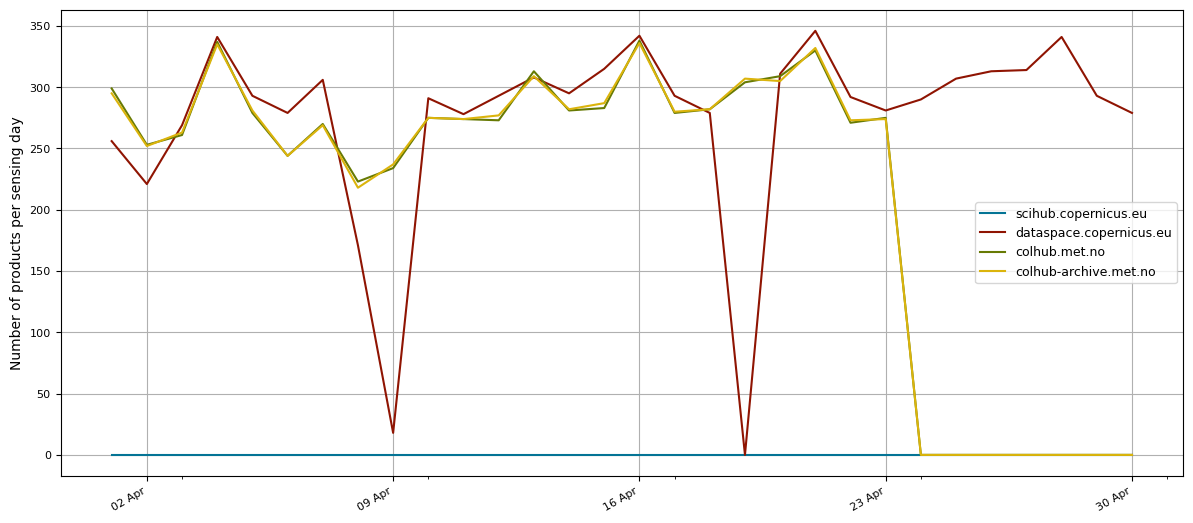 Number of products per sensing day
350
300
250
200
150
100
50
0
02 Apr
09 Apr
16 Apr
23 Apr
30 Apr
scihub.copernicus.eu
dataspace.copernicus.eu
colhub.met.no
colhub-archive.met.no